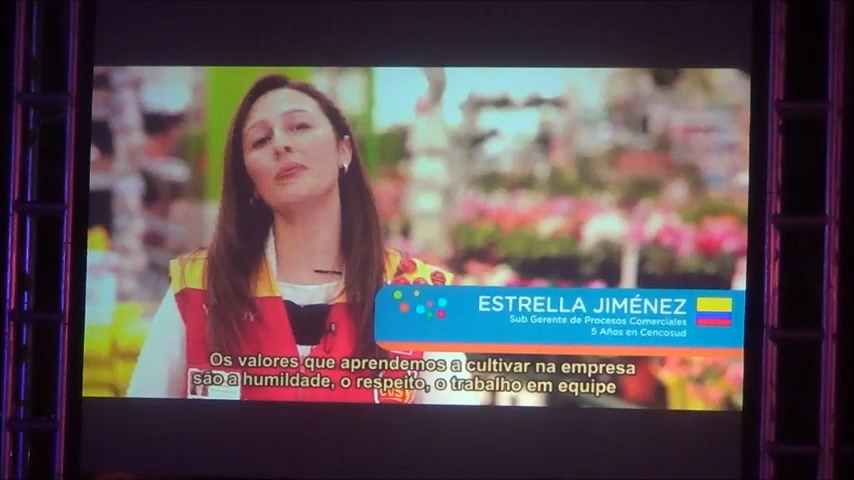 ESTRELLA JIMÉNEZ
Sub Gerente de Procesos Comerciales
5 Años en Cencosud
Os valores que aprendemos a cultivar na empresa
são a humildade, o respeito, o trabalho em equipe